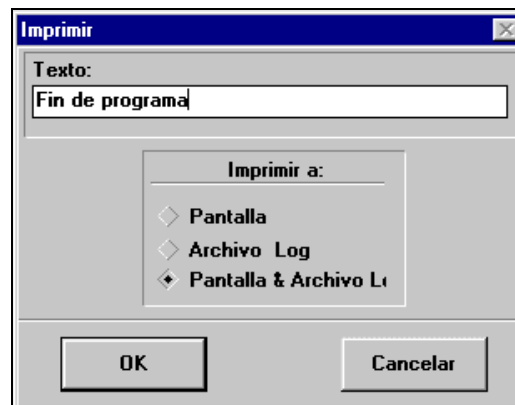 Imprimir
Texto:
Fin de programa
Imprimir a:
Pantalla
Archivo Log
Pantalla & Archivo
OK
Cancelar